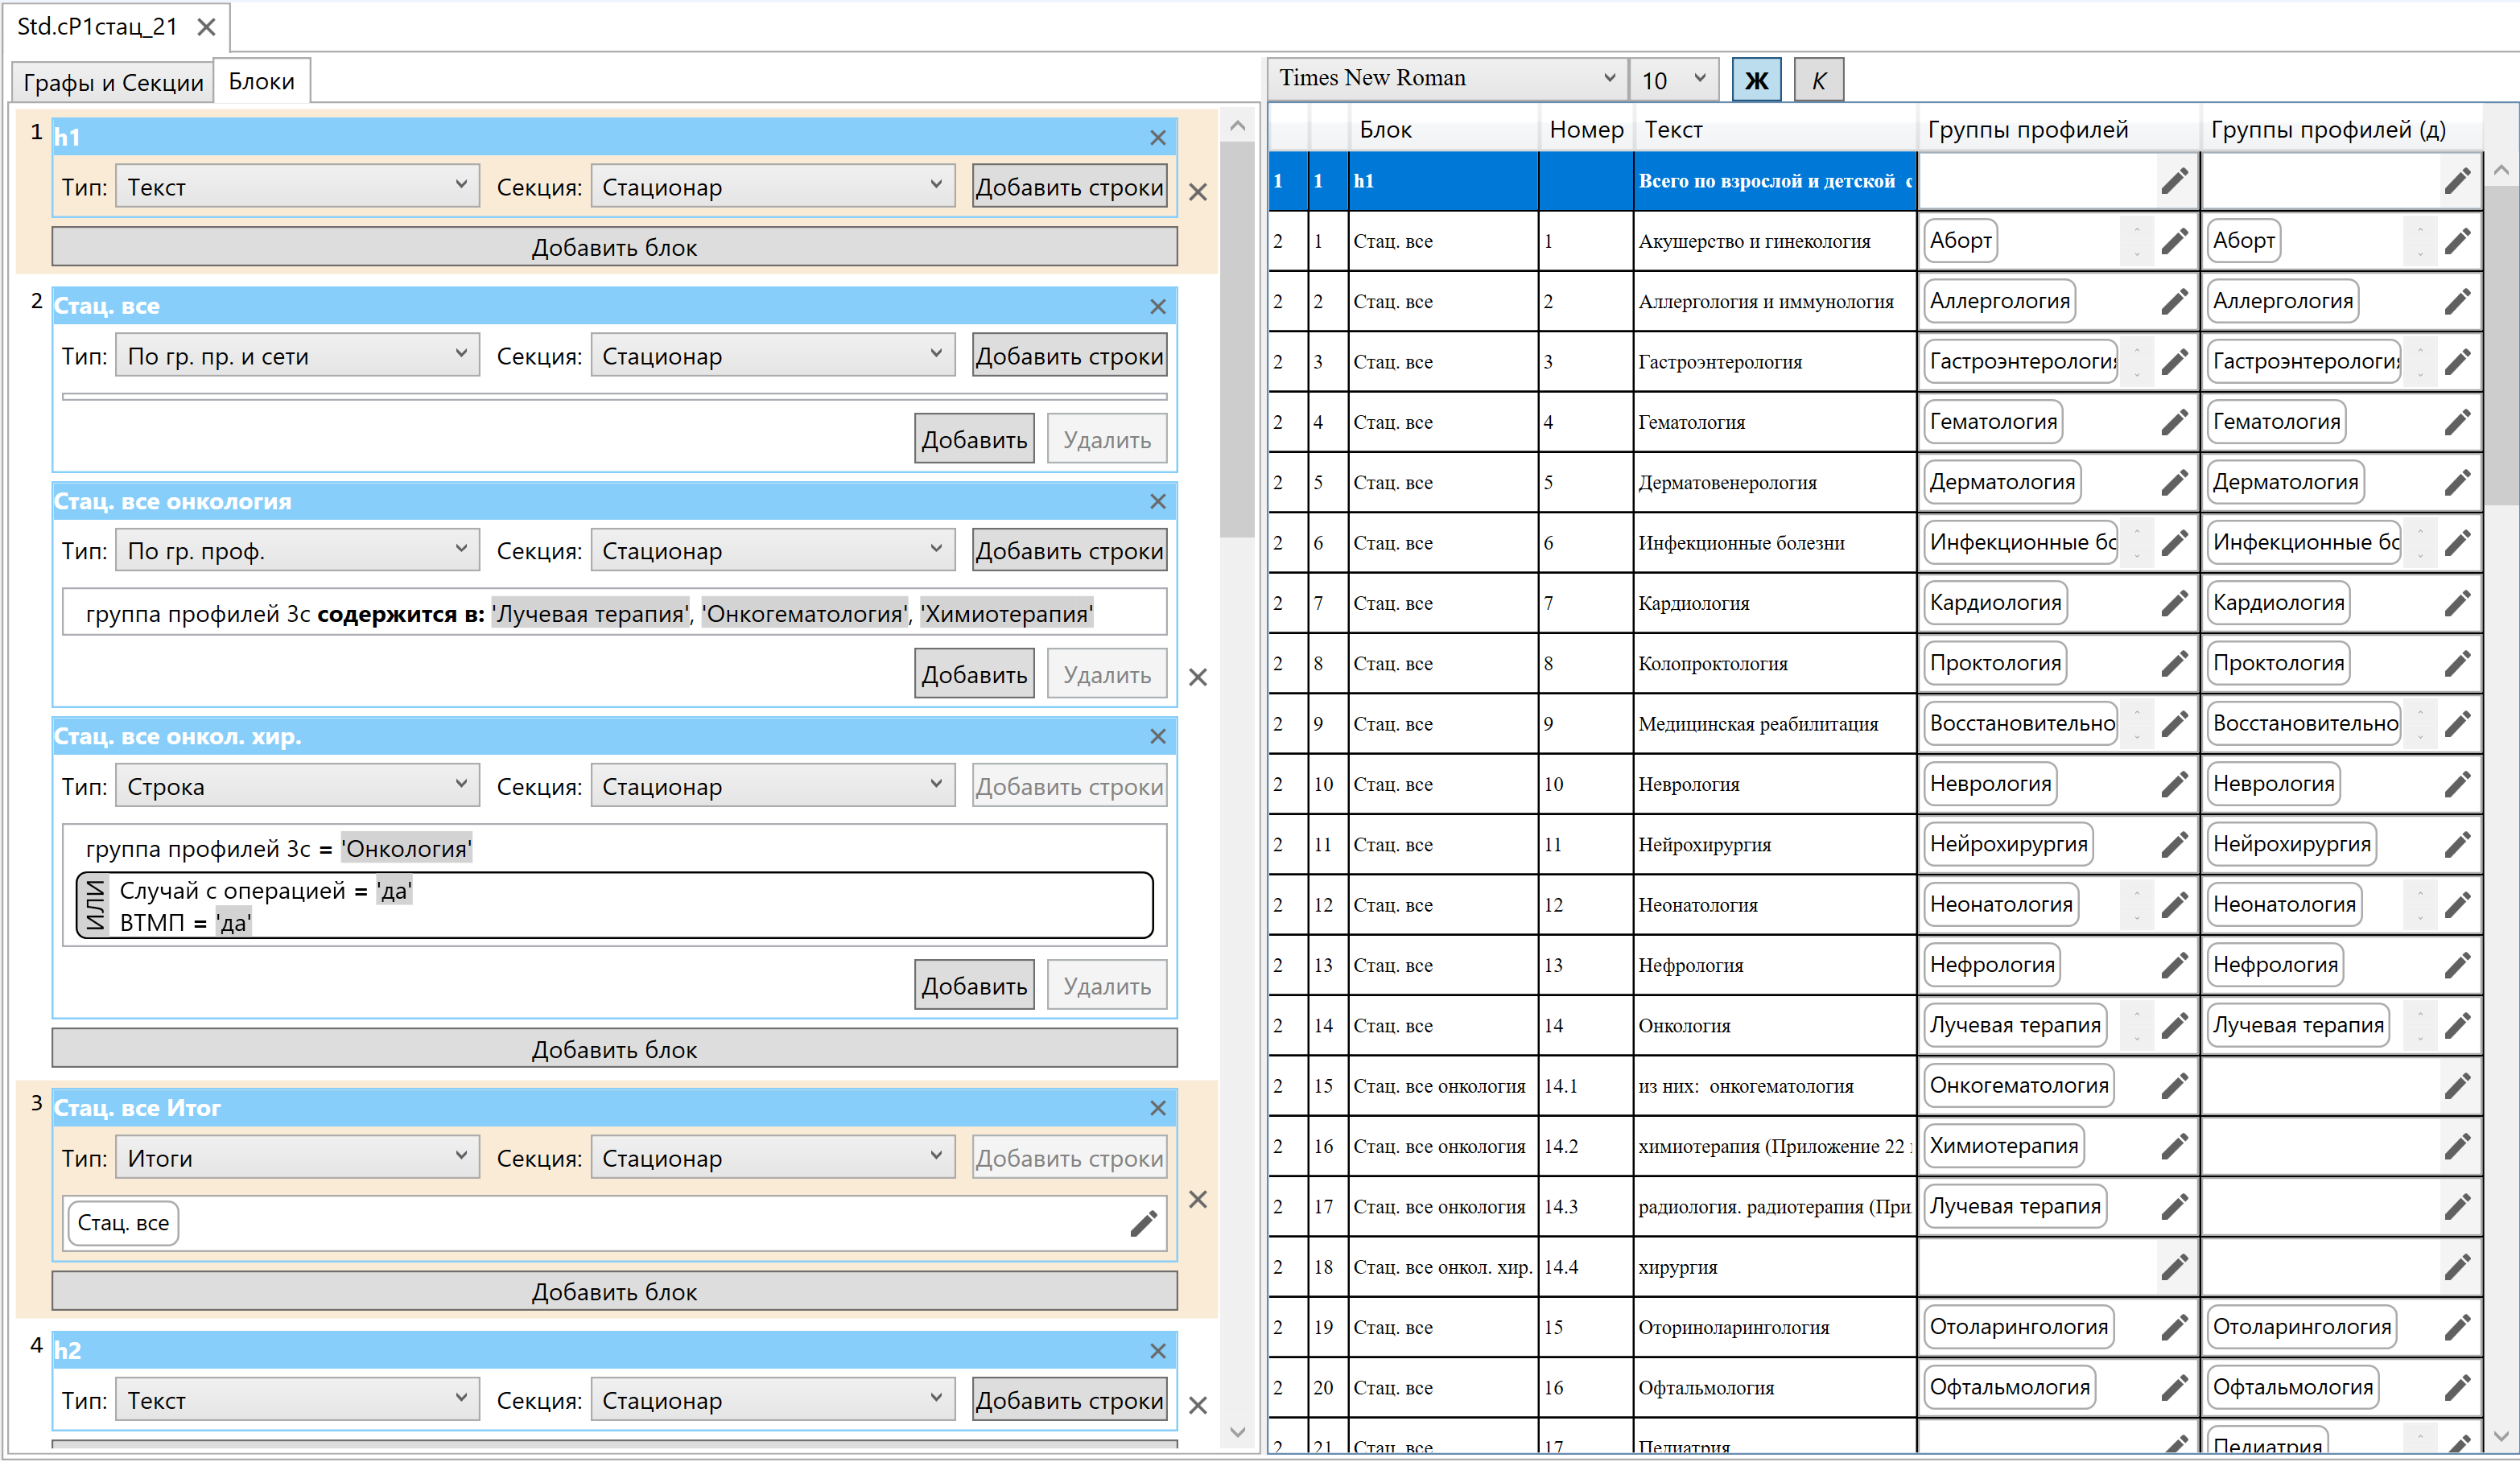 Std.сР1стац_21
Графы и Секции Блоки
1 h1
Тип: Текст Секция: Стационар Добавить строки
Добавить блок
2 Стац. все
Тип: По гр. пр. и сети Секция: Стационар Добавить строки
Добавить Удалить
Стац. все онкология
Тип: По гр. проф. Секция: Стационар Добавить строки
группа профилей 3с содержится в: 'Лучевая терапия', 'Онкогематология', 'Химиотерапия'
Добавить Удалить
Стац. все онкол. хир.
Тип: Строка Секция: Стационар Добавить строки
группа профилей 3с = 'Онкология'
ИЛИ
Случай с операцией = 'да'
ВТМП = 'да'
Добавить Удалить
Добавить блок
3 Стац. все Итог
Тип: Итоги Секция: Стационар Добавить строки
Стац. все
Добавить блок
4 h2
Тип: Текст Секция: Стационар Добавить строки
Times New Roman 10 Ж К
Блок Номер Текст Группы профилей Группы профилей (д)
1 1 h1 Всего по взрослой и детской с
2 1 Стац. все 1 Акушерство и гинекология Аборт Аборт
2 2 Стац. все 2 Аллергология и иммунология Аллергология Аллергология
2 3 Стац. все 3 Гастроэнтерология Гастроэнтерология Гастроэнтерология
2 4 Стац. все 4 Гематология Гематология Гематология
2 5 Стац. все 5 Дерматовенерология Дерматология Дерматология
2 6 Стац. все 6 Инфекционные болезни Инфекционные бо Инфекционные бо
2 7 Стац. все 7 Кардиология Кардиология Кардиология
2 8 Стац. все 8 Колопроктология Проктология Проктология
2 9 Стац. все 9 Медицинская реабилитация Восстановительно Восстановительно
2 10 Стац. все 10 Неврология Неврология Неврология
2 11 Стац. все 11 Нейрохирургия Нейрохирургия Нейрохирургия
2 12 Стац. все 12 Неонатология Неонатология Неонатология
2 13 Стац. все 13 Нефрология Нефрология Нефрология
2 14 Стац. все 14 Онкология Лучевая терапия Лучевая терапия
2 15 Стац. все онкология 14.1 из них: онкогематология Онкогематология
2 16 Стац. все онкология 14.2 химиотерапия (Приложение 22 Химиотерапия
2 17 Стац. все онкология 14.3 радиология. радиотерапия (При Лучевая терапия
2 18 Стац. все онкол. хир. 14.4 хирургия
2 19 Стац. все 15 Оториноларингология Отоларингология Отоларингология
2 20 Стац. все 16 Офтальмология Офтальмология Офтальмология
2 21 Стац. все 17 Педиатрия Педиатрия